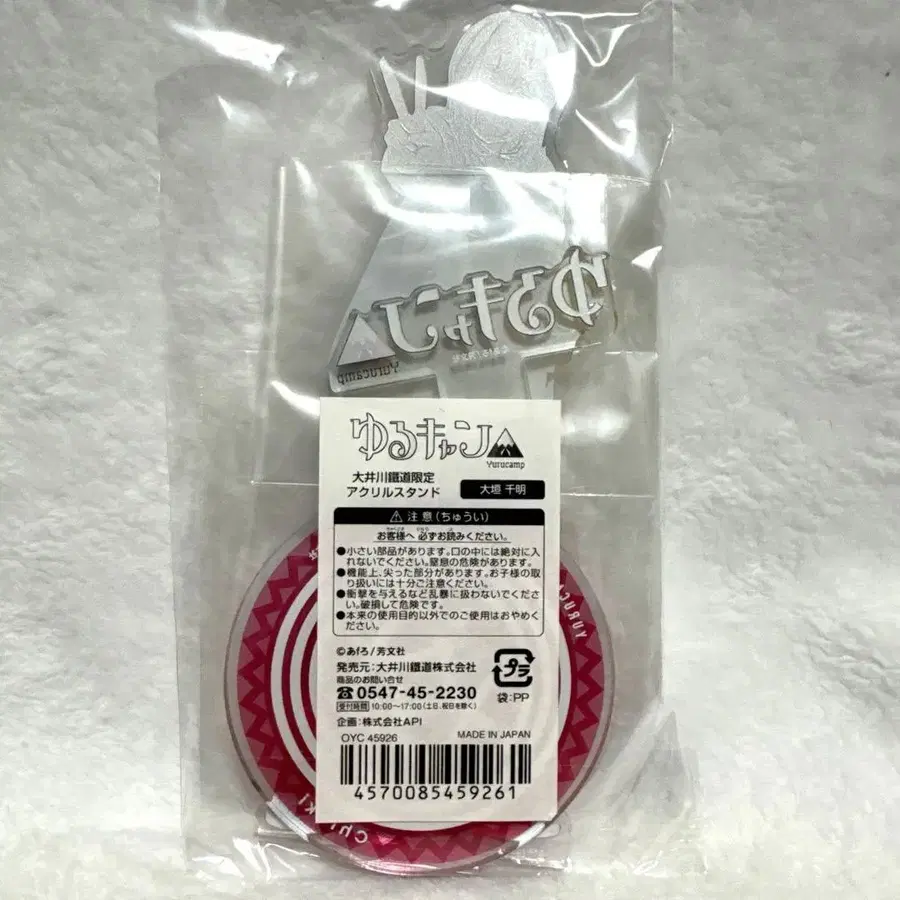 ゆるキャン
Yurucamp
ゆるキャン
Yurucamp
大井川鐵道限定
アクリルスタンド
大垣 千明
注意(ちゅうい)
お客様へ 必ずお読みください。
●小さい部品があります。口の中には絶対に入
れないでください。窒息の危険があります。
●機能上、尖った部分があります。お子様の取
り扱いには十分ご注意ください。
●衝撃を与えるなど乱暴に扱わないでくださ
い。破損して危険です。
●本来の使用目的以外でのご使用はおやめく
ださい。
©あfろ/芳文社
発売元:大井川鐵道株式会社
商品のお問い合せ
☎0547-45-2230
受付時間 10:00〜17:00(土日、祝日を除く)
企画:株式会社API
プラ
袋:PP
OYC 45926
MADE IN JAPAN
4570085459261
YURUC